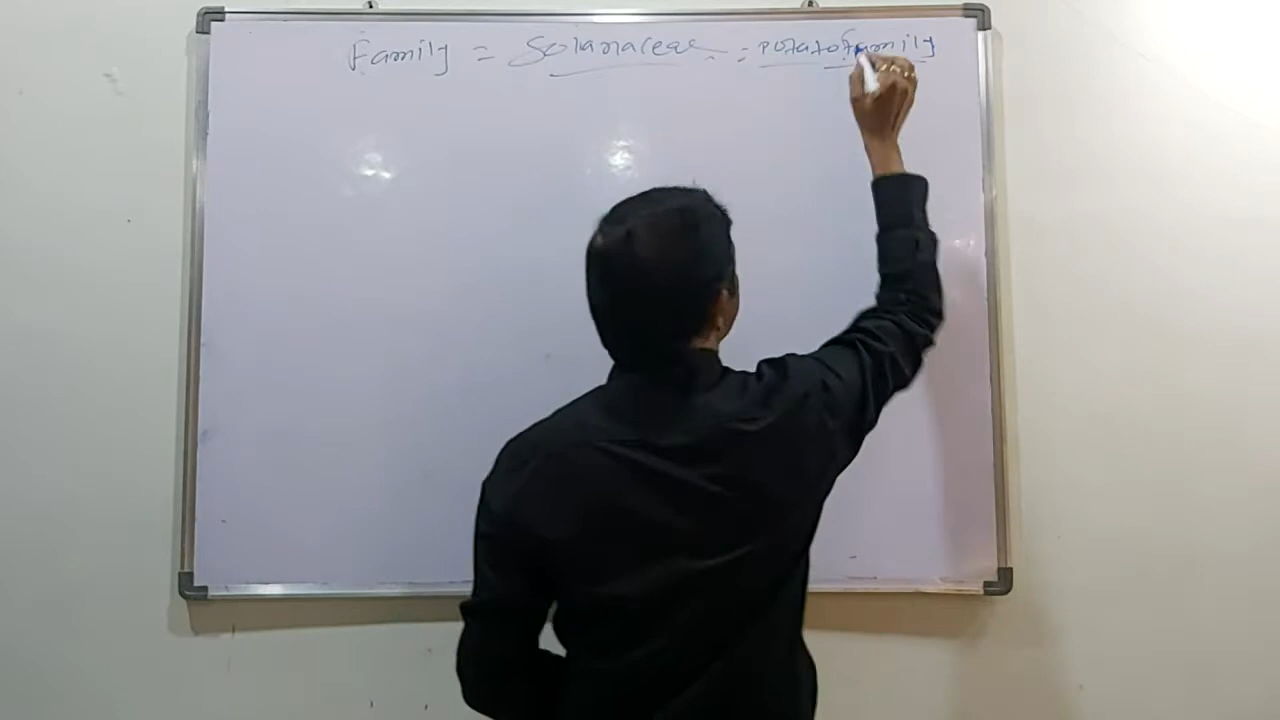 Family = Solanaceae = potato family